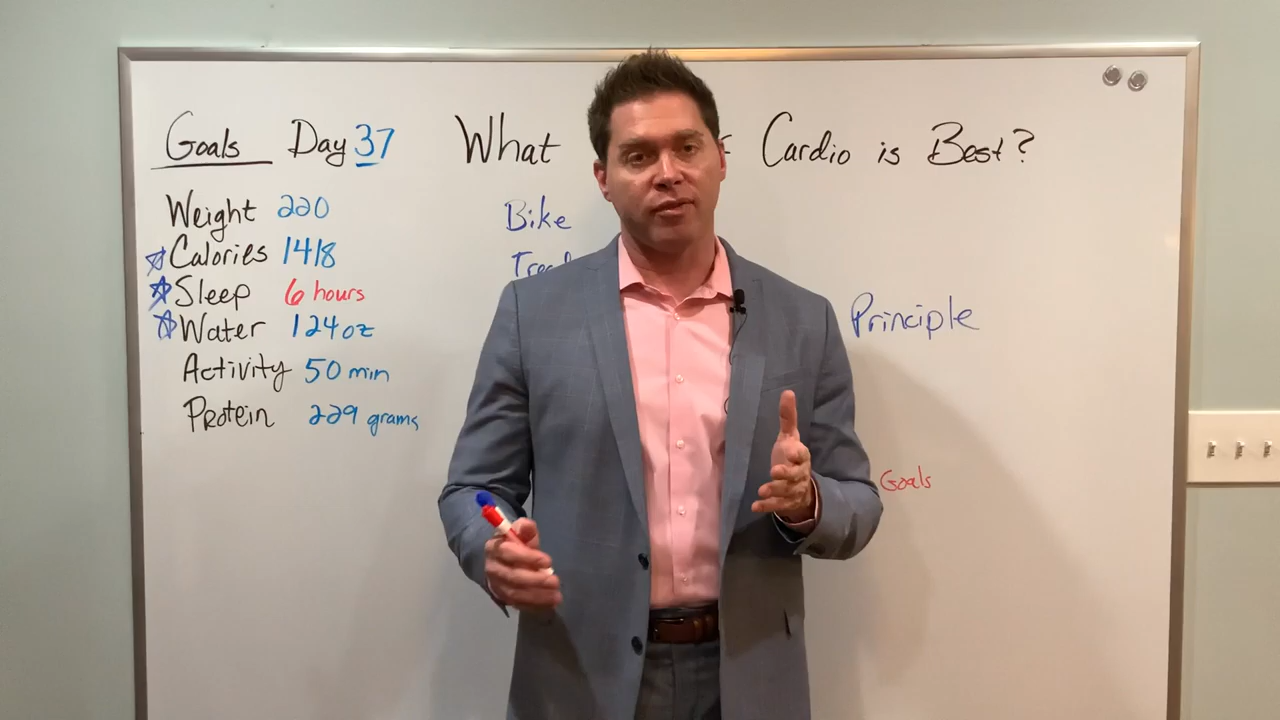 Goals Day 37
What Cardio is Best?
Weight 220
Calories 1418
Sleep 6 hours
Water 124oz
Activity 50 min
Protein 229 grams
Bike
Principle
Goals